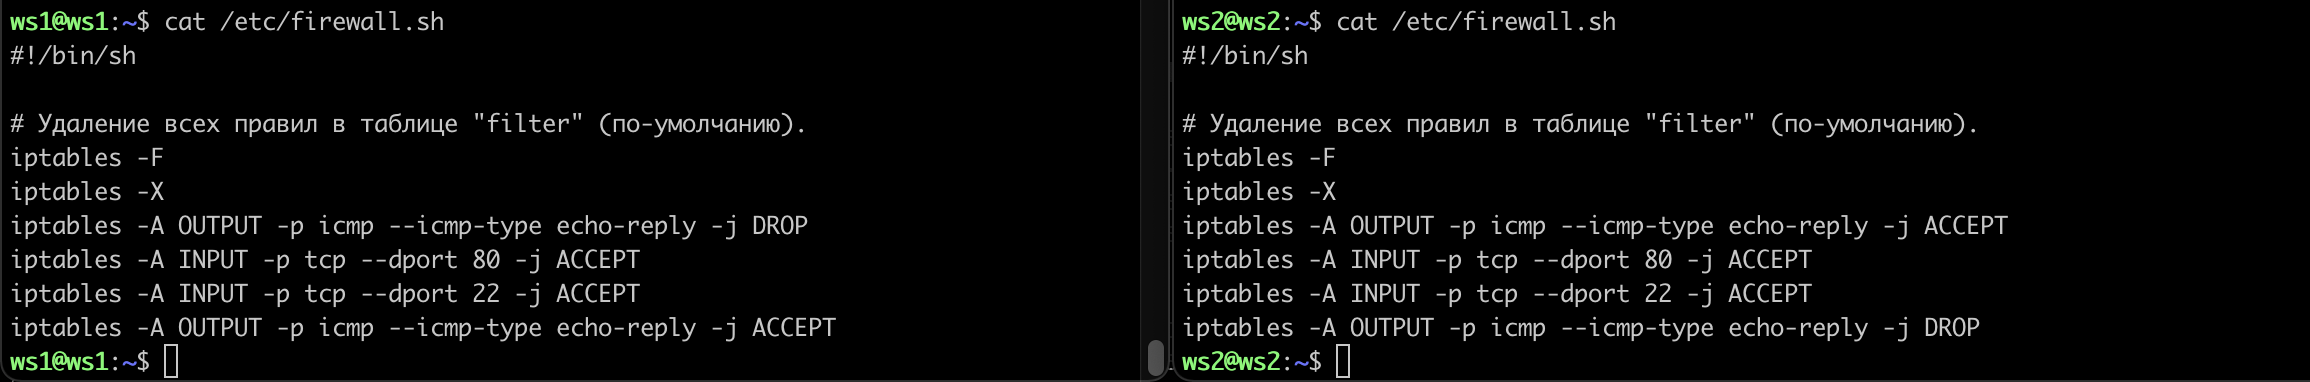 ws1@ws1:~$ cat /etc/firewall.sh
#!/bin/sh

# Удаление всех правил в таблице "filter" (по-умолчанию).
iptables -F
iptables -X
iptables -A OUTPUT -p icmp --icmp-type echo-reply -j DROP
iptables -A INPUT -p tcp --dport 80 -j ACCEPT
iptables -A INPUT -p tcp --dport 22 -j ACCEPT
iptables -A OUTPUT -p icmp --icmp-type echo-reply -j ACCEPT
ws1@ws1:~$
ws2@ws2:~$ cat /etc/firewall.sh
#!/bin/sh

# Удаление всех правил в таблице "filter" (по-умолчанию).
iptables -F
iptables -X
iptables -A OUTPUT -p icmp --icmp-type echo-reply -j ACCEPT
iptables -A INPUT -p tcp --dport 80 -j ACCEPT
iptables -A INPUT -p tcp --dport 22 -j ACCEPT
iptables -A OUTPUT -p icmp --icmp-type echo-reply -j DROP
ws2@ws2:~$